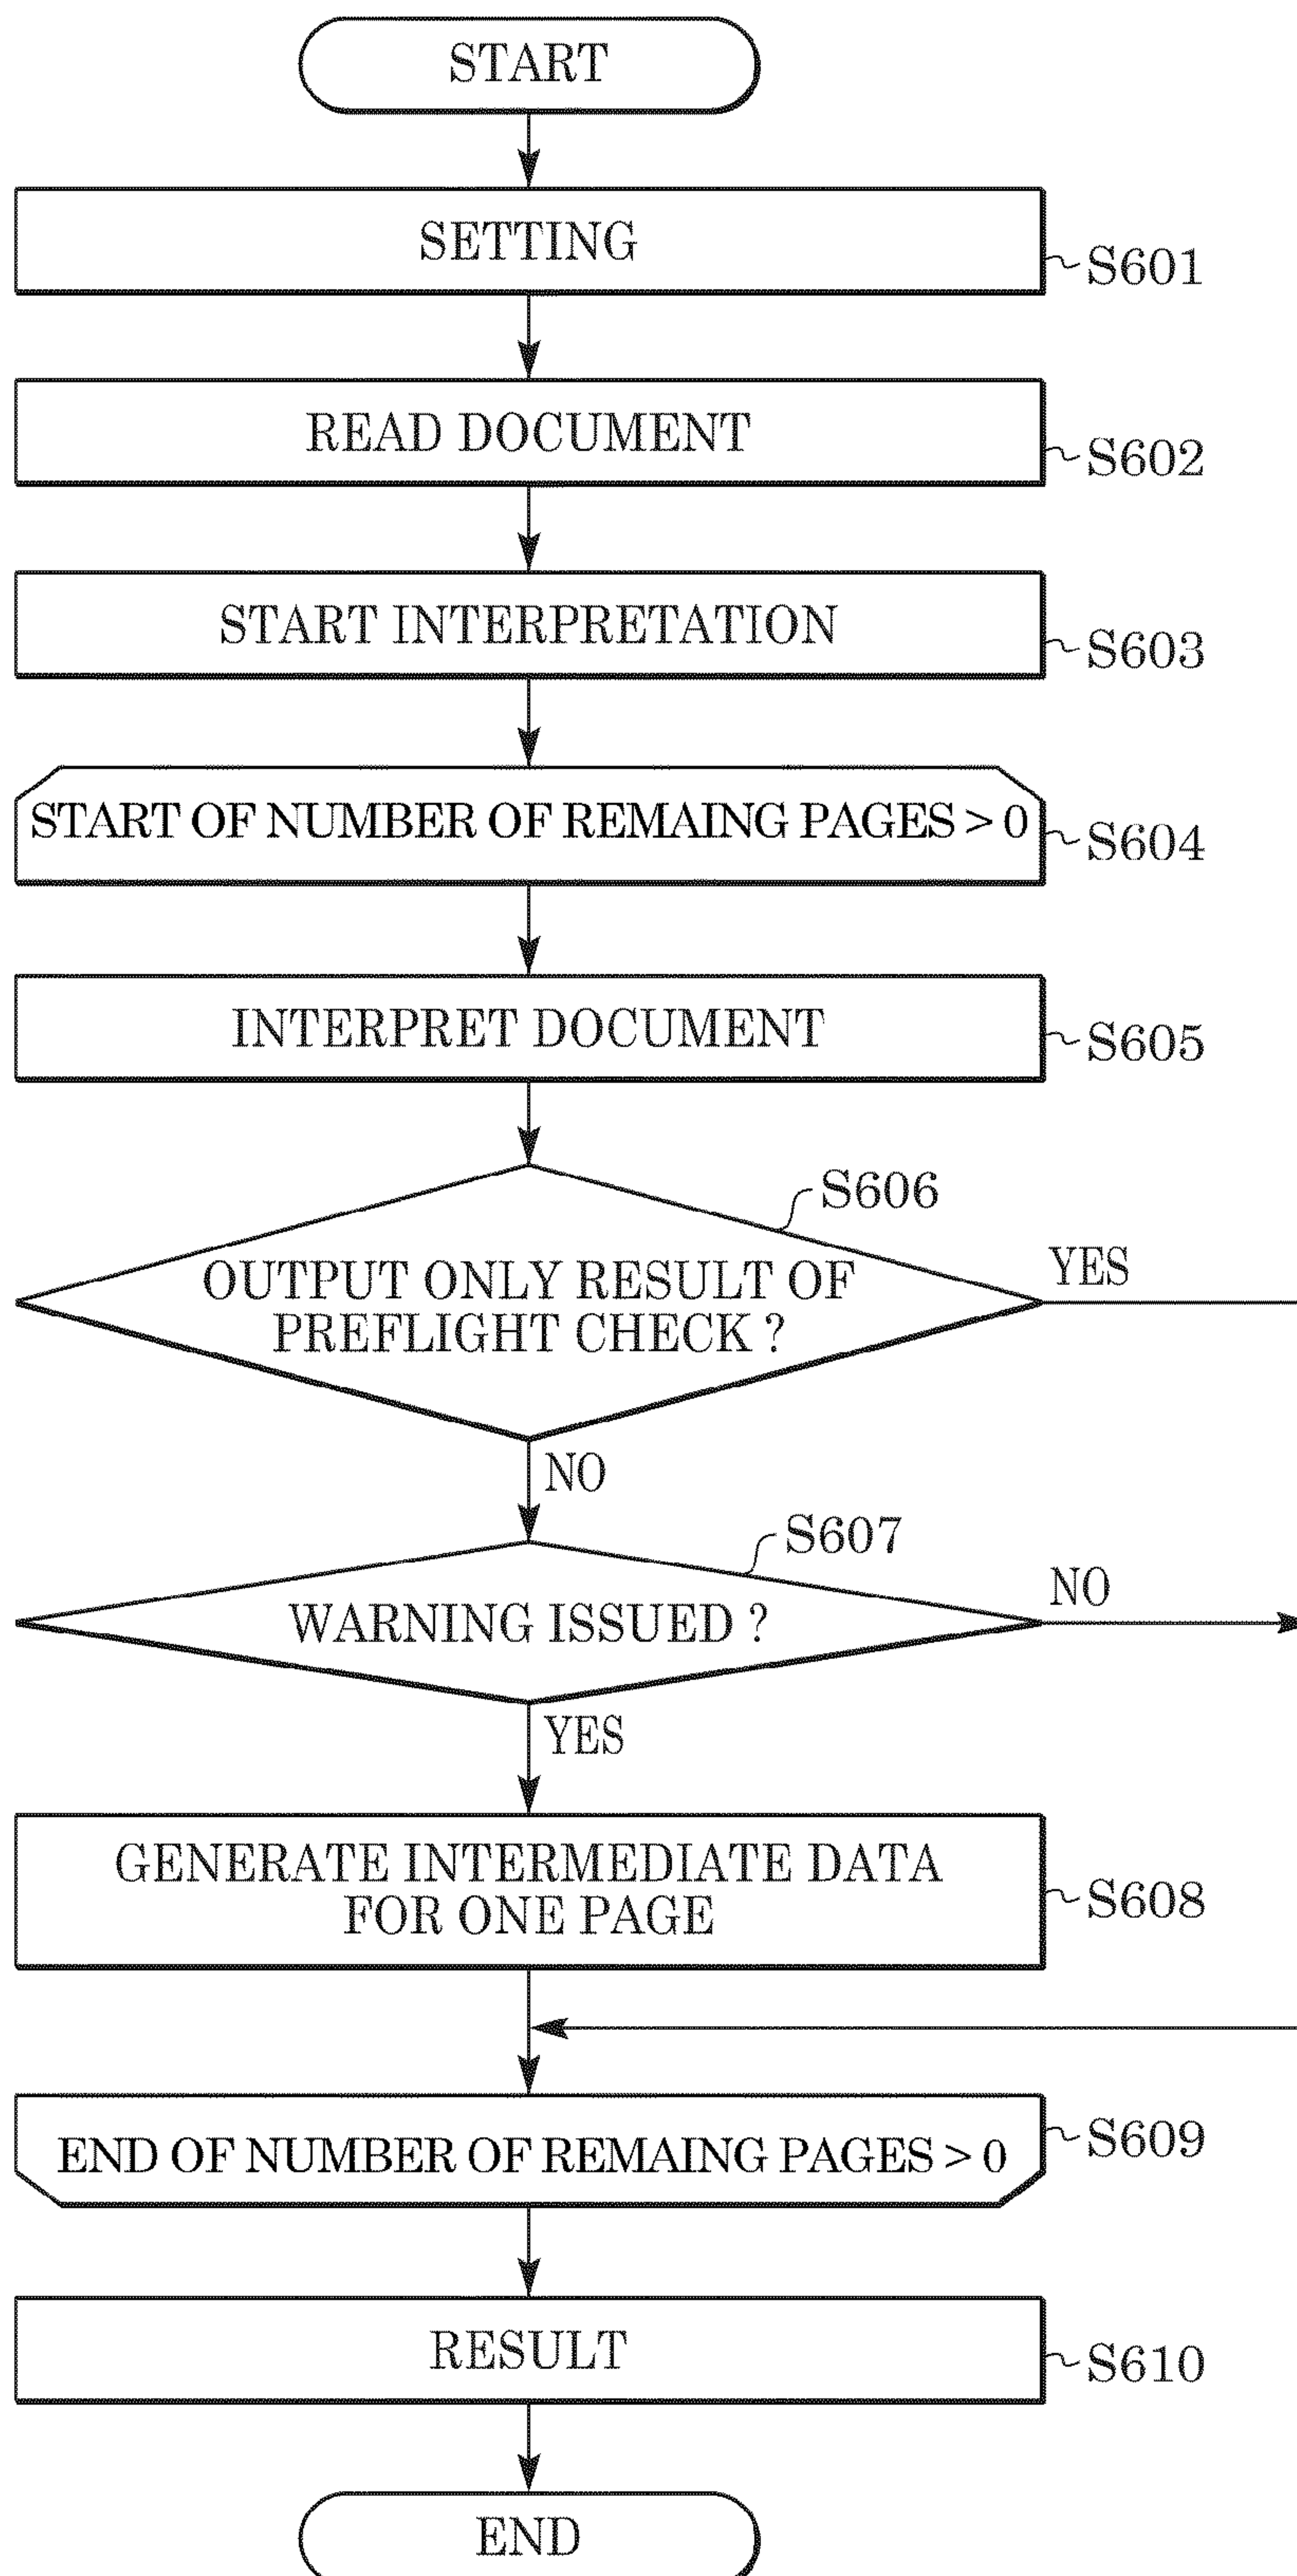 START
SETTING
S601
READ DOCUMENT
S602
START INTERPRETATION
S603
START OF NUMBER OF REMAING PAGES > 0
S604
INTERPRET DOCUMENT
S605
S606
OUTPUT ONLY RESULT OF
PREFLIGHT CHECK ?
YES
NO
S607
WARNING ISSUED ?
NO
YES
GENERATE INTERMEDIATE DATA
FOR ONE PAGE
S608
END OF NUMBER OF REMAING PAGES > 0
S609
RESULT
S610
END